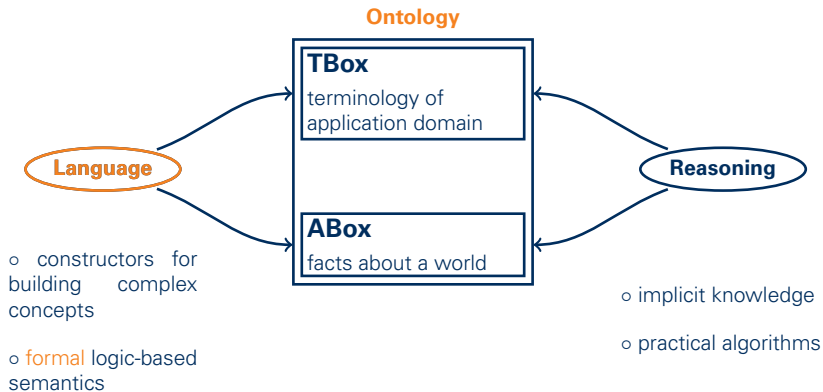 Ontology
TBox
terminology of
application domain
Language
Reasoning
ABox
facts about a world
○ constructors for
building complex
concepts
○ formal logic-based
semantics
○ implicit knowledge
○ practical algorithms